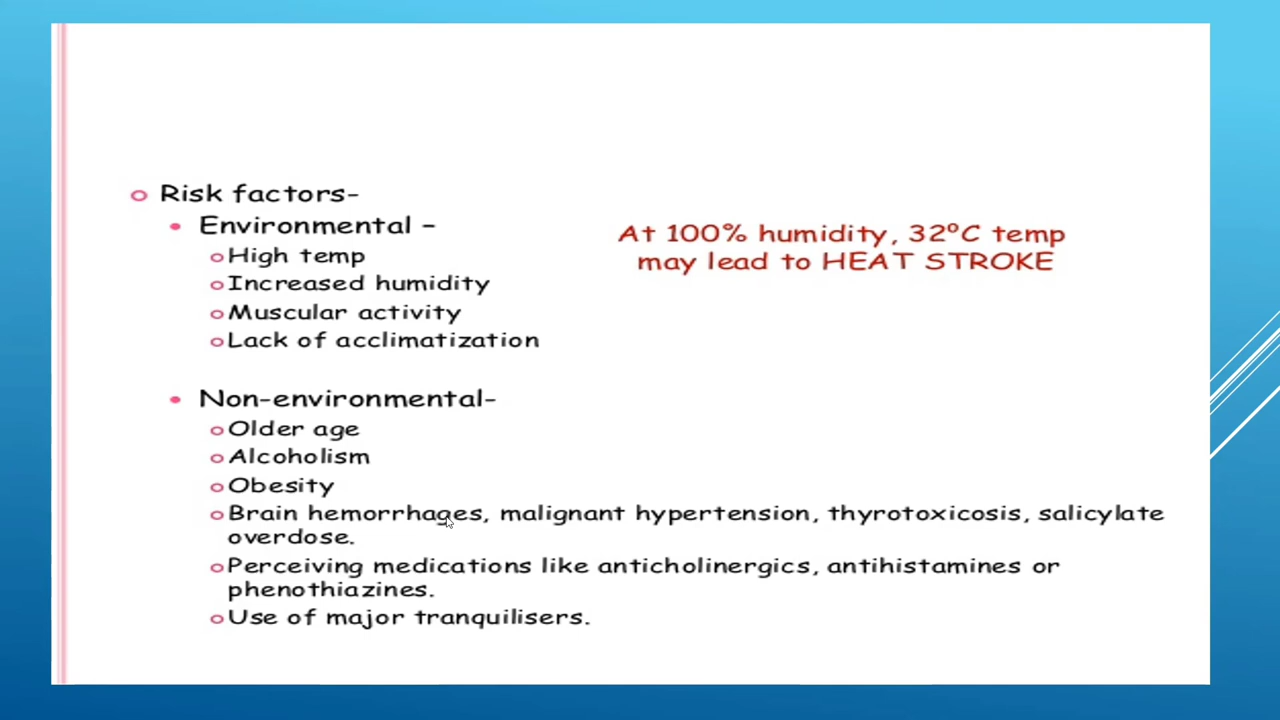 Risk factors-
Environmental –
High temp
Increased humidity
Muscular activity
Lack of acclimatization
At 100% humidity, 32°C temp
may lead to HEAT STROKE
Non-environmental-
Older age
Alcoholism
Obesity
Brain hemorrhages, malignant hypertension, thyrotoxicosis, salicylate
overdose.
Perceiving medications like anticholinergics, antihistamines or
phenothiazines.
Use of major tranquilisers.